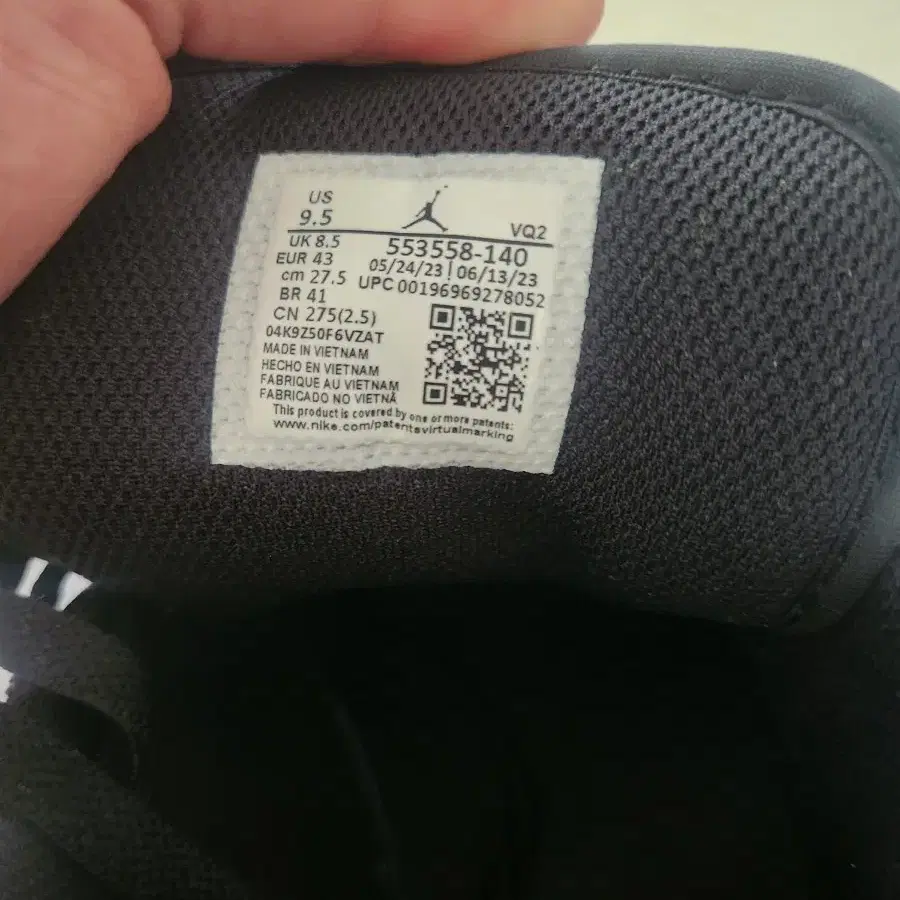 US
9.5
VQ2
UK 8.5
553558-140
EUR 43
05/24/23 | 06/13/23
cm 27.5
UPC 00196969278052
BR 41
CN 275(2.5)
04K9Z50F6VZAT
MADE IN VIETNAM
HECHO EN VIETNAM
FABRIQUE AU VIETNAM
FABRICADO NO VIETNÃ
This product is covered by one or more patents:
www.nike.com/patentsvirtualmarking